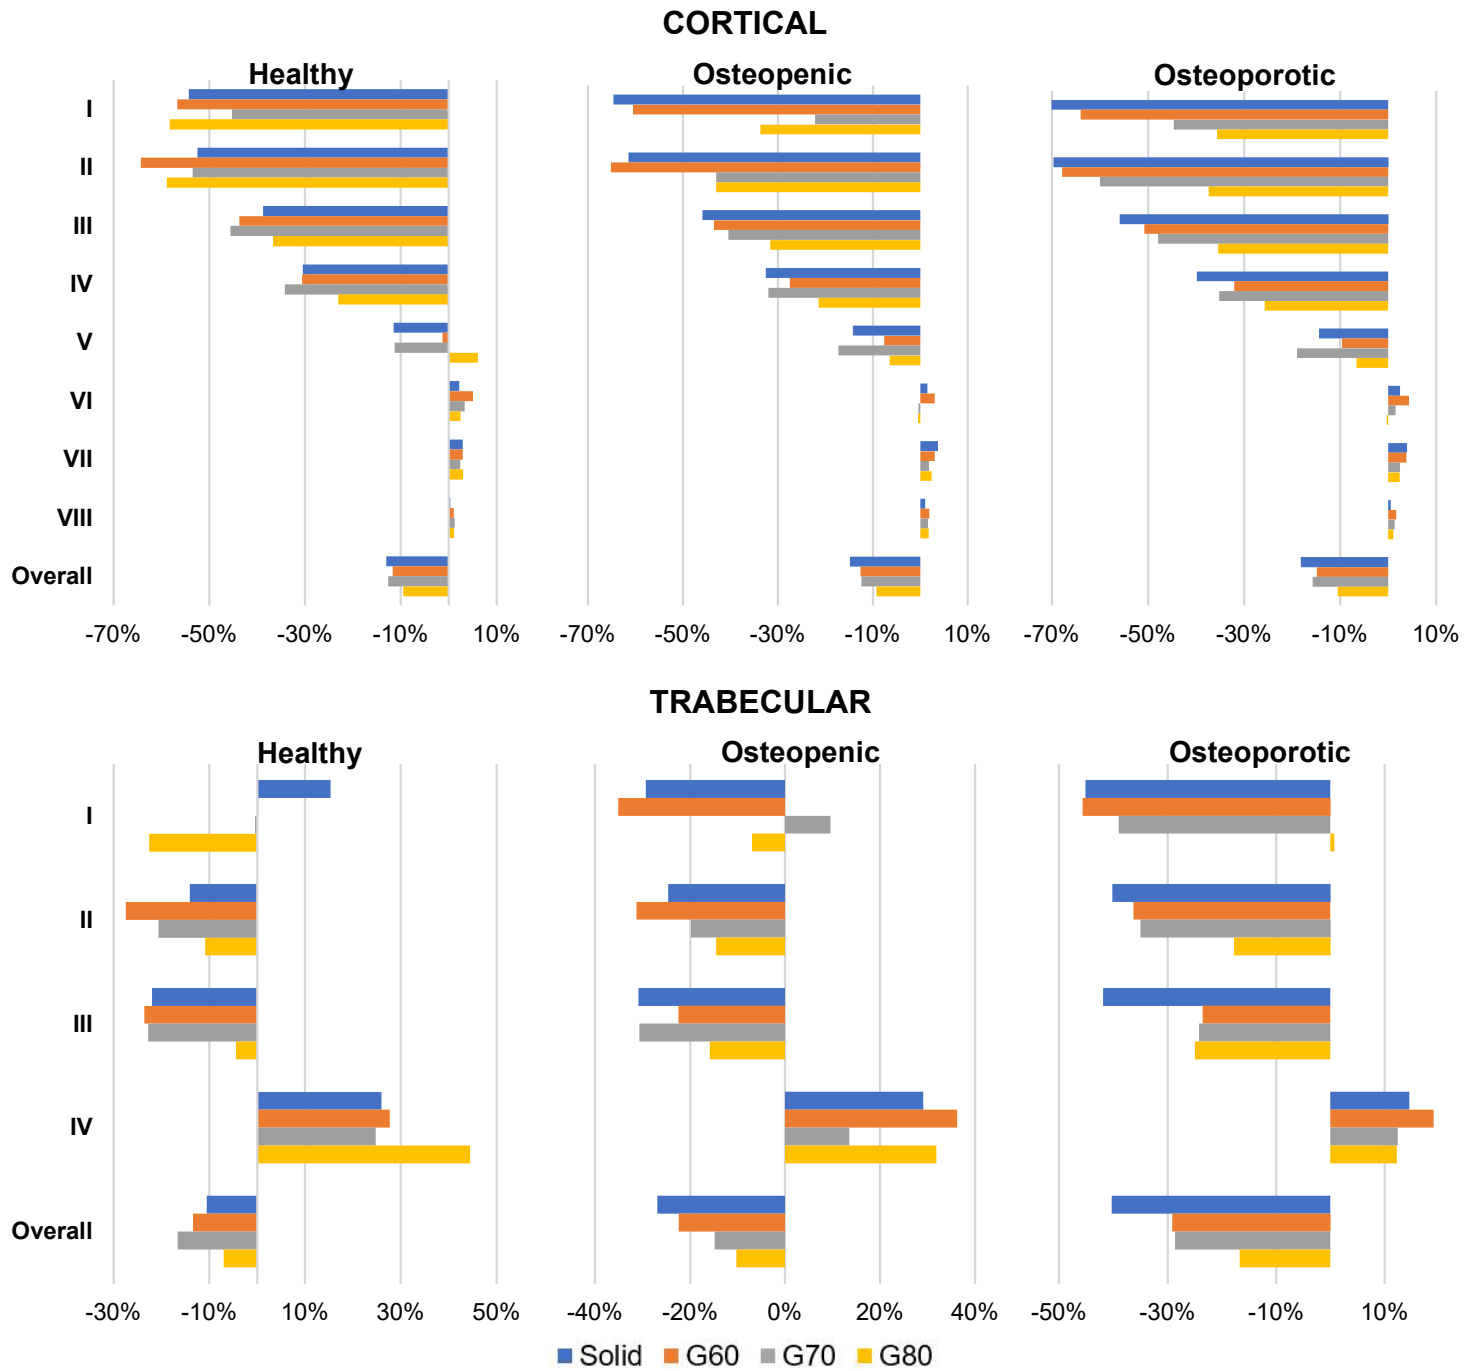 CORTICAL
Healthy Osteopenic Osteoporotic
I
II
III
IV
V
VI
VII
VIII
Overall
-70% -50% -30% -10% 10% -70% -50% -30% -10% 10% -70% -50% -30% -10% 10%
TRABECULAR
Healthy Osteopenic Osteoporotic
I
II
III
IV
Overall
-30% -10% 10% 30% 50% -40% -20% 0% 20% 40% -50% -30% -10% 10%
Solid G60 G70 G80